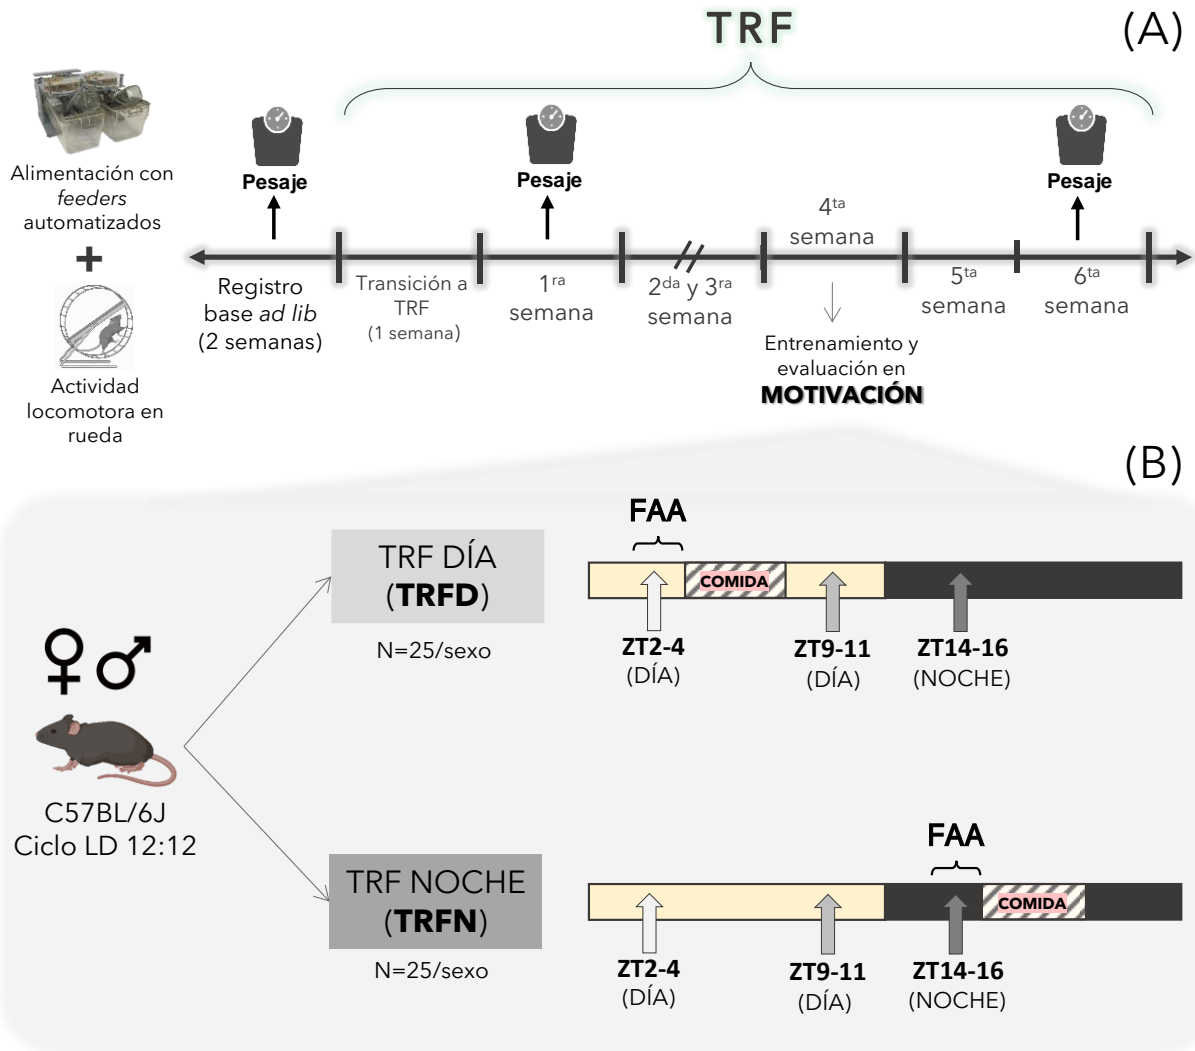 TRF
(A)
Alimentación con
feeders
automatizados
+
Actividad
locomotora en
rueda
Pesaje
Pesaje
Pesaje
Registro
base ad lib
(2 semanas)
Transición a
TRF
(1 semana)
1ra
semana
2da y 3ra
semana
4ta
semana
5ta
semana
6ta
semana
Entrenamiento y
evaluación en
MOTIVACIÓN
(B)
C57BL/6J
Ciclo LD 12:12
TRF DÍA
(TRFD)
N=25/sexo
FAA
COMIDA
ZT2-4
(DÍA)
ZT9-11
(DÍA)
ZT14-16
(NOCHE)
TRF NOCHE
(TRFN)
N=25/sexo
FAA
COMIDA
ZT2-4
(DÍA)
ZT9-11
(DÍA)
ZT14-16
(NOCHE)